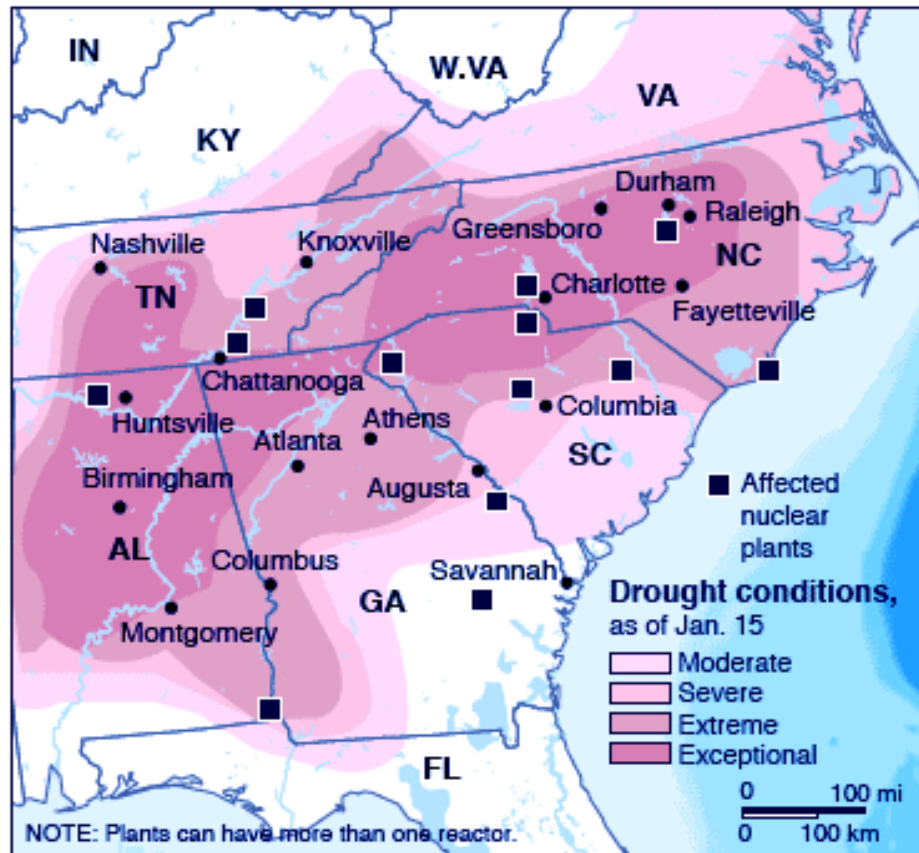 IN
W.VA
VA
KY
Durham
Greensboro
Raleigh
Nashville
Knoxville
NC
TN
Charlotte
Fayetteville
Chattanooga
Huntsville
Athens
Columbia
Atlanta
SC
Birmingham
Augusta
Affected
nuclear
plants
AL
Columbus
Savannah
GA
Montgomery
Drought conditions,
as of Jan. 15
Moderate
Severe
Extreme
Exceptional
FL
0 100 mi
0 100 km
NOTE: Plants can have more than one reactor.